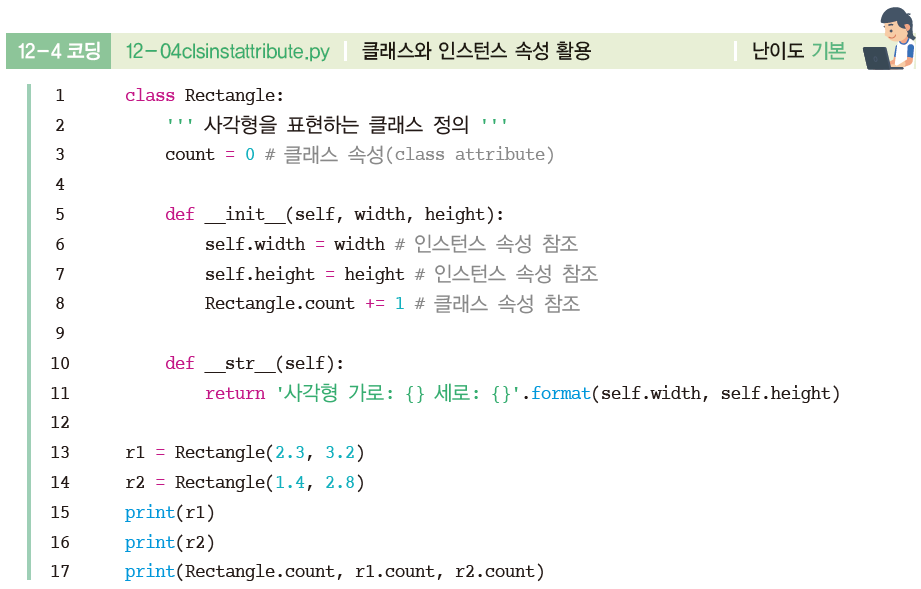 12-4 코딩 12-04clsinstattribute.py 클래스와 인스턴스 속성 활용 난이도 기본
1 class Rectangle:
2     ''' 사각형을 표현하는 클래스 정의 '''
3     count = 0 # 클래스 속성(class attribute)
4
5     def __init__(self, width, height):
6         self.width = width # 인스턴스 속성 참조
7         self.height = height # 인스턴스 속성 참조
8         Rectangle.count += 1 # 클래스 속성 참조
9
10     def __str__(self):
11         return '사각형 가로: {} 세로: {}'.format(self.width, self.height)
12
13 r1 = Rectangle(2.3, 3.2)
14 r2 = Rectangle(1.4, 2.8)
15 print(r1)
16 print(r2)
17 print(Rectangle.count, r1.count, r2.count)